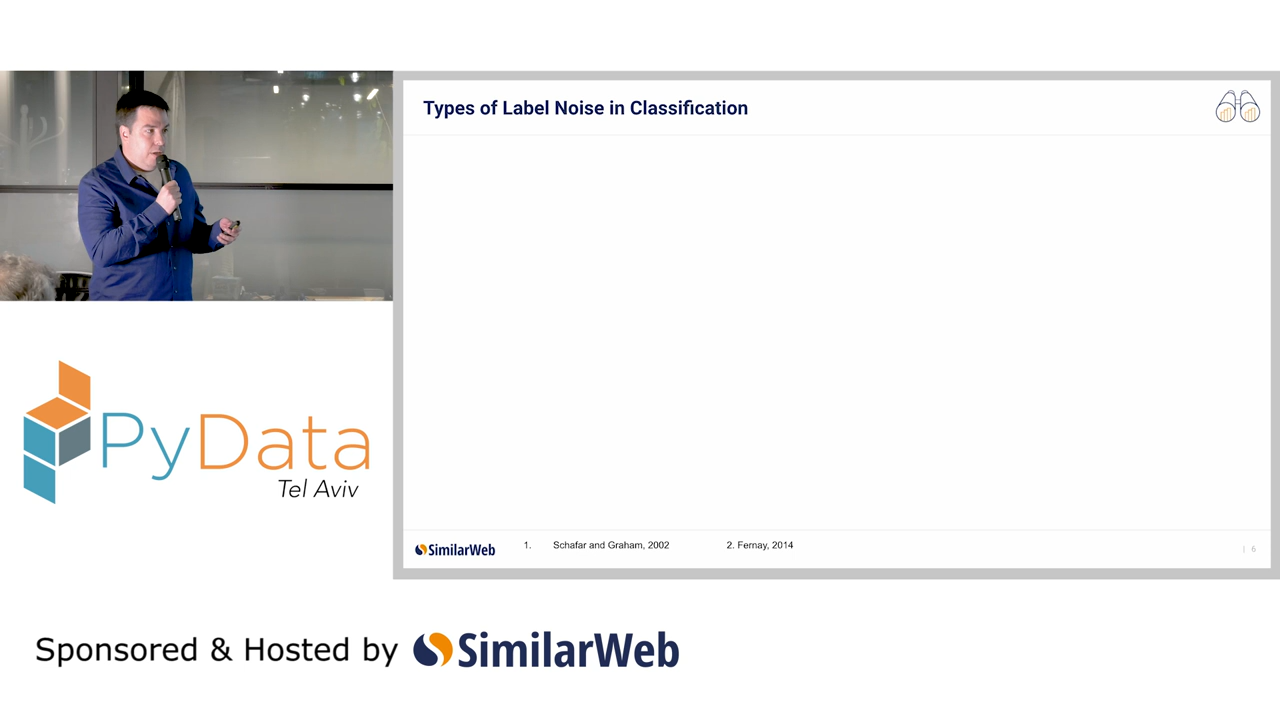 Types of Label Noise in Classification
SimilarWeb
1. Schafar and Graham, 2002 2. Fernay, 2014
| 6
PyData
Tel Aviv
Sponsored & Hosted by SimilarWeb